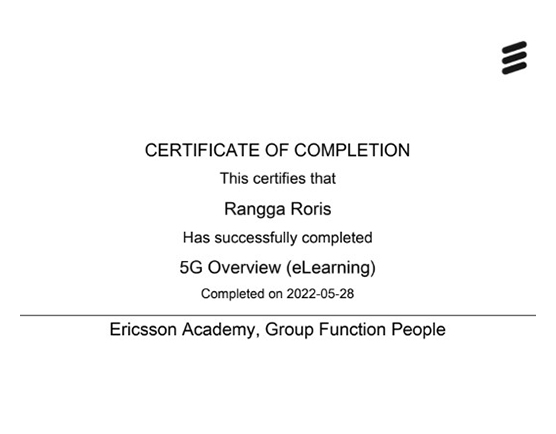 CERTIFICATE OF COMPLETION
This certifies that
Rangga Roris
Has successfully completed
5G Overview (eLearning)
Completed on 2022-05-28
Ericsson Academy, Group Function People